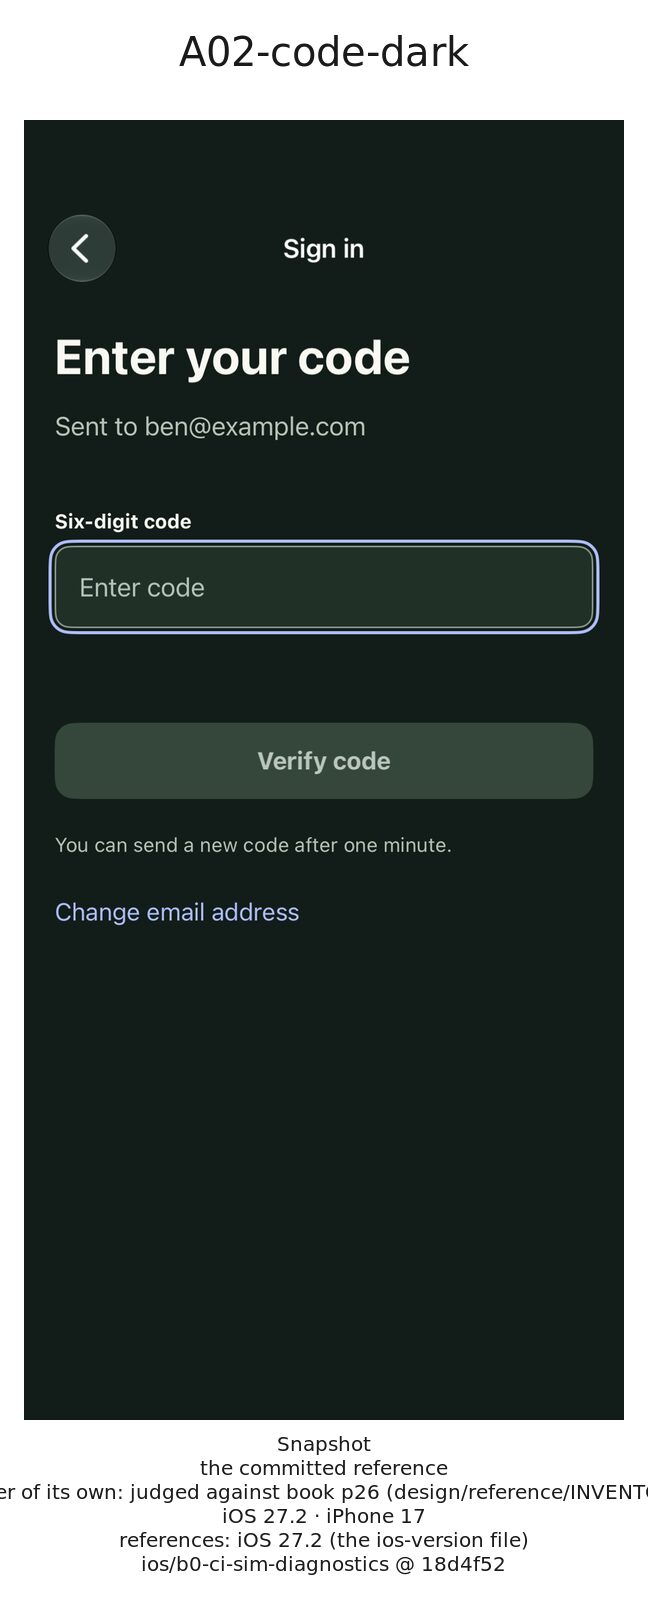 A02-code-dark
Sign in
Enter your code
Sent to ben@example.com
Six-digit code
Enter code
Verify code
You can send a new code after one minute.
Change email address
Snapshot
the committed reference
of its own: judged against book p26 (design/reference/
iOS 27.2 · iPhone 17
references: iOS 27.2 (the ios-version file)
ios/b0-ci-sim-diagnostics @ 18d4f52